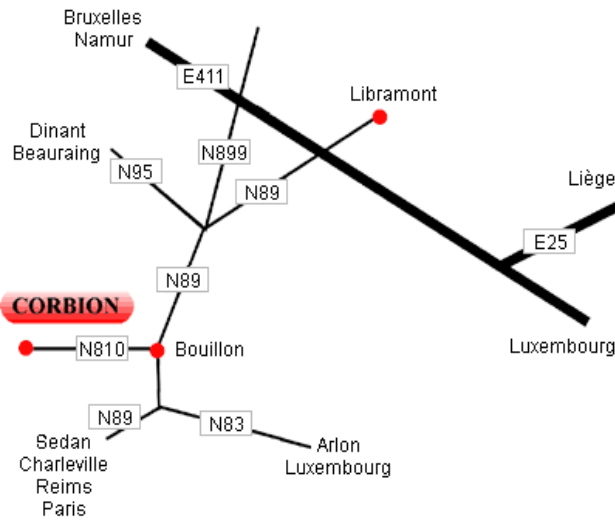 Bruxelles
Namur
E411
Libramont
Dinant
Beauraing
N899
N95
N89
Liège
E25
N89
CORBION
N810
Bouillon
Luxembourg
N89
N83
Sedan
Charleville
Reims
Paris
Arlon
Luxembourg